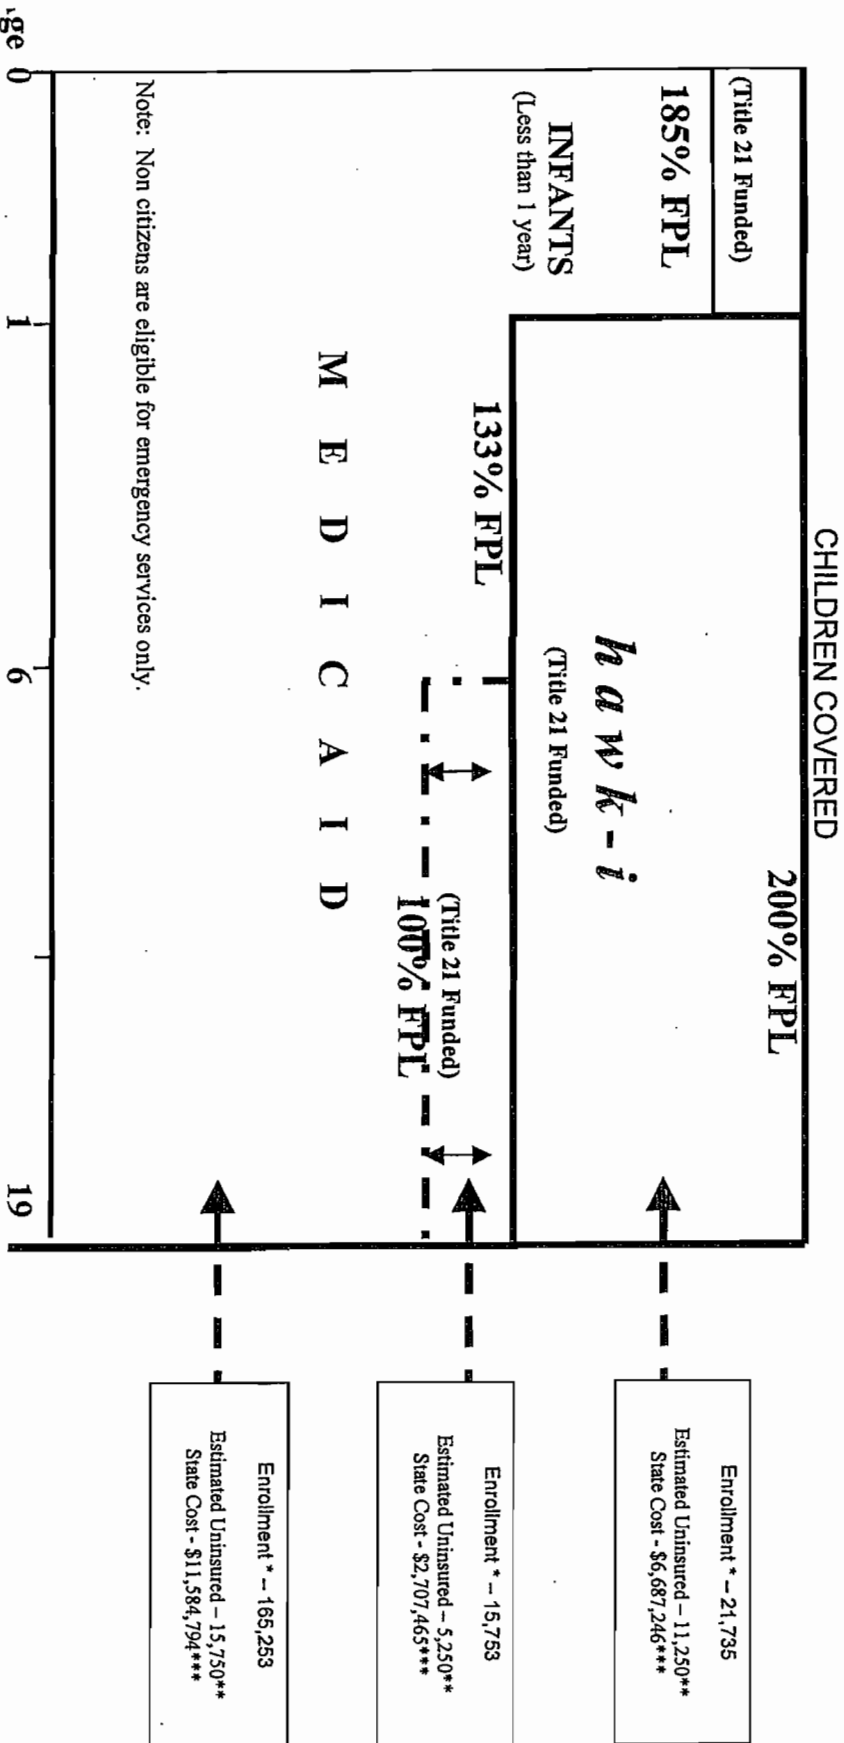 CHILDREN COVERED
200% FPL
(Title 21 Funded)
185% FPL
INFANTS
(Less than 1 year)
hawk-i
(Title 21 Funded)
133% FPL
(Title 21 Funded)
100% FPL
MEDICAID
Note: Non citizens are eligible for emergency services only.
0
1
6
19
Enrollment * – 21,735
Estimated Uninsured – 11,250**
State Cost - $6,687,246***
Enrollment * – 15,753
Estimated Uninsured – 5,250**
State Cost - $2,707,465***
Enrollment * – 165,253
Estimated Uninsured – 15,750**
State Cost - $11,584,794***